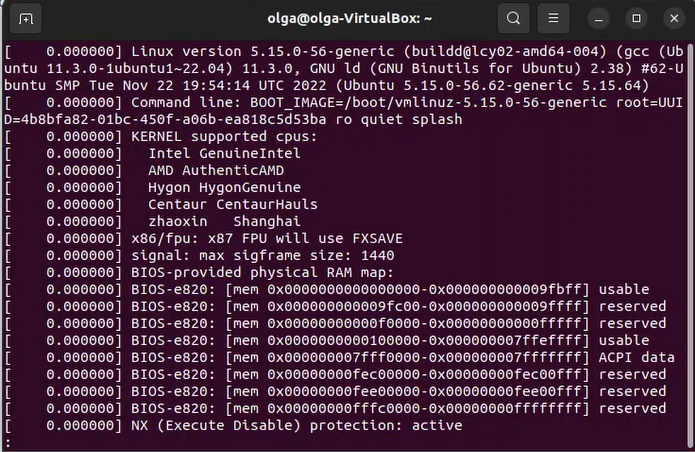 olga@olga-VirtualBox: ~
[    0.000000] Linux version 5.15.0-56-generic (buildd@lcy02-amd64-004) (gcc (Ub
untu 11.3.0-1ubuntu1~22.04) 11.3.0, GNU ld (GNU Binutils for Ubuntu) 2.38) #62-U
buntu SMP Tue Nov 22 19:54:14 UTC 2022 (Ubuntu 5.15.0-56.62-generic 5.15.64)
[    0.000000] Command line: BOOT_IMAGE=/boot/vmlinuz-5.15.0-56-generic root=UUI
D=4b8bfa82-01bc-450f-a06b-ea818c5d53ba ro quiet splash
[    0.000000] KERNEL supported cpus:
[    0.000000]   Intel GenuineIntel
[    0.000000]   AMD AuthenticAMD
[    0.000000]   Hygon HygonGenuine
[    0.000000]   Centaur CentaurHauls
[    0.000000]   zhaoxin   Shanghai
[    0.000000] x86/fpu: x87 FPU will use FXSAVE
[    0.000000] signal: max sigframe size: 1440
[    0.000000] BIOS-provided physical RAM map:
[    0.000000] BIOS-e820: [mem 0x0000000000000000-0x000000000009fbff] usable
[    0.000000] BIOS-e820: [mem 0x000000000009fc00-0x000000000009ffff] reserved
[    0.000000] BIOS-e820: [mem 0x00000000000f0000-0x00000000000fffff] reserved
[    0.000000] BIOS-e820: [mem 0x0000000000100000-0x000000007ffeffff] usable
[    0.000000] BIOS-e820: [mem 0x000000007fff0000-0x000000007fffffff] ACPI data
[    0.000000] BIOS-e820: [mem 0x00000000fec00000-0x00000000fec00fff] reserved
[    0.000000] BIOS-e820: [mem 0x00000000fee00000-0x00000000fee00fff] reserved
[    0.000000] BIOS-e820: [mem 0x00000000fffc0000-0x00000000ffffffff] reserved
[    0.000000] NX (Execute Disable) protection: active
: